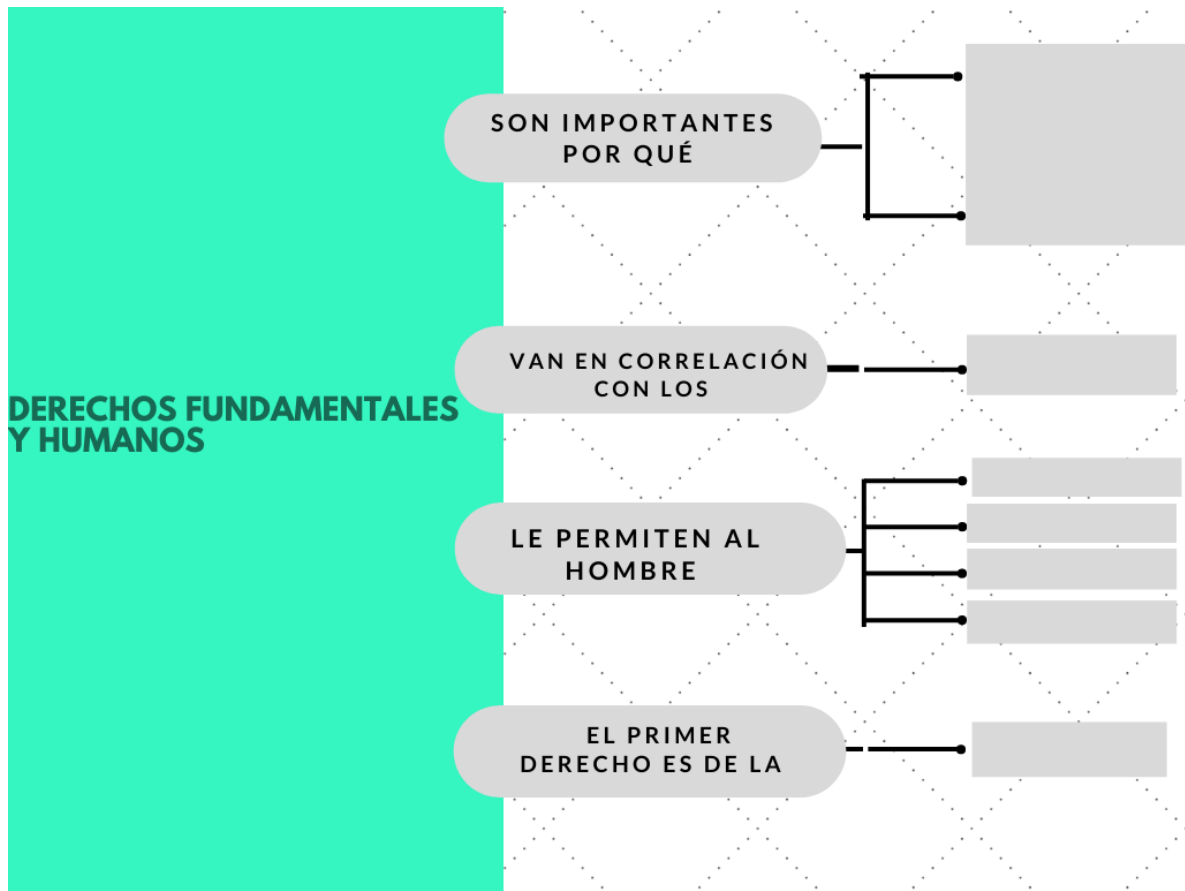 DERECHOS FUNDAMENTALES
Y HUMANOS
SON IMPORTANTES
POR QUÉ
VAN EN CORRELACIÓN
CON LOS
LE PERMITEN AL
HOMBRE
EL PRIMER
DERECHO ES DE LA